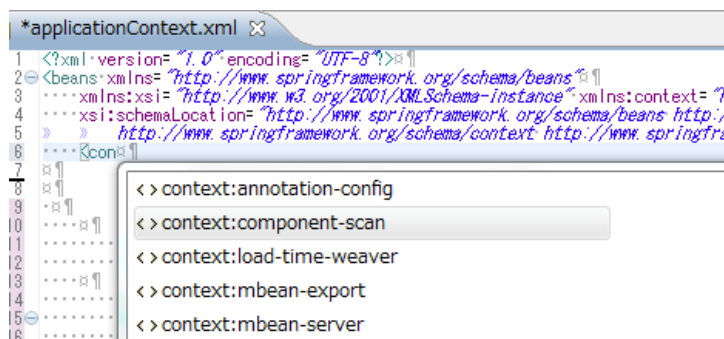 *applicationContext.xml
1 <?xml version="1.0" encoding="UTF-8"?>
2 <beans xmlns="http://www.springframework.org/schema/beans"
3 xmlns:xsi="http://www.w3.org/2001/XMLSchema-instance" xmlns:context="
4 xsi:schemaLocation="http://www.springframework.org/schema/beans http:/
5 http://www.springframework.org/schema/context http://www.springfra
6 <con
7
8
9
10
11
12
13
14
15
16
<>context:annotation-config
<>context:component-scan
<>context:load-time-weaver
<>context:mbean-export
<>context:mbean-server